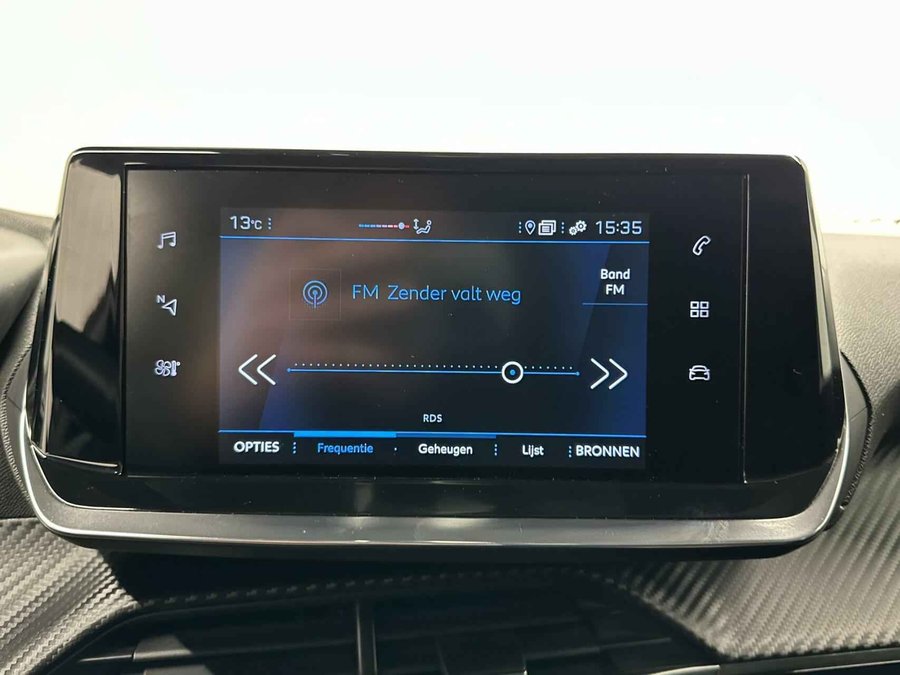 13°C
15:35
Band
FM
FM Zender valt weg
N
RDS
OPTIES
Frequentie
Geheugen
Lijst
BRONNEN